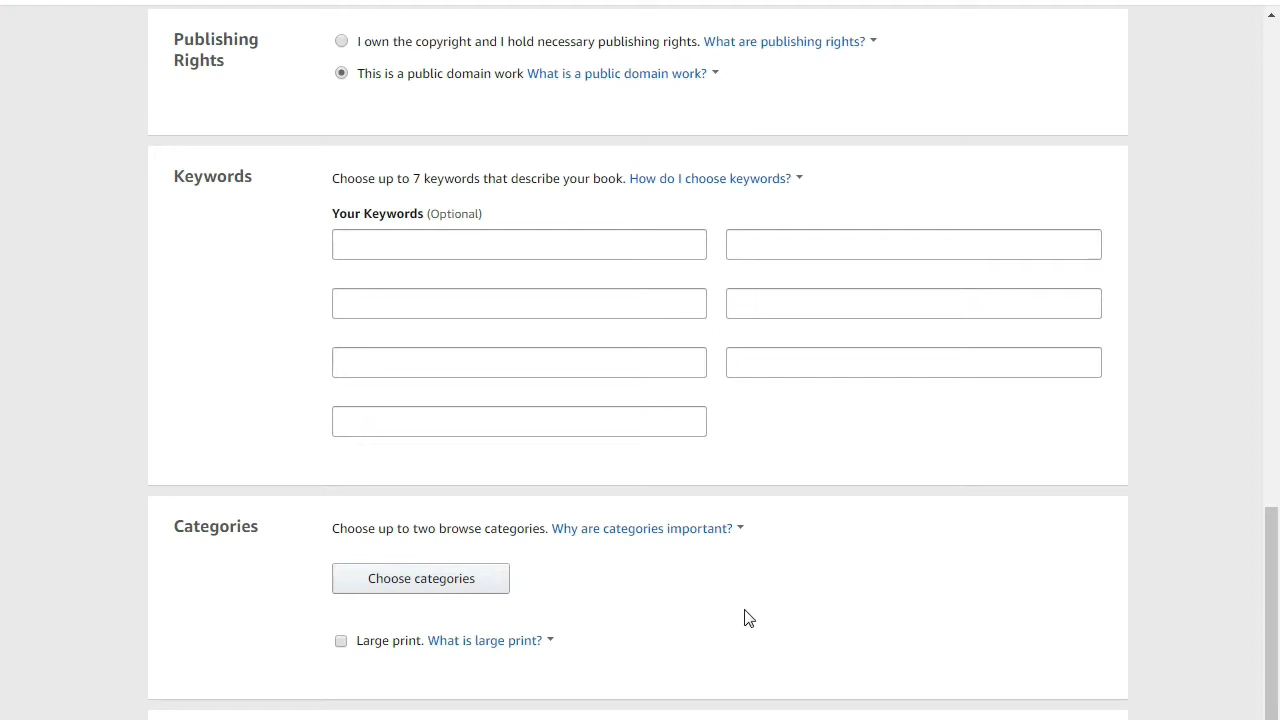 Publishing Rights
I own the copyright and I hold necessary publishing rights. What are publishing rights?
This is a public domain work What is a public domain work?
Keywords
Choose up to 7 keywords that describe your book. How do I choose keywords?
Your Keywords (Optional)
Categories
Choose up to two browse categories. Why are categories important?
Choose categories
Large print. What is large print?